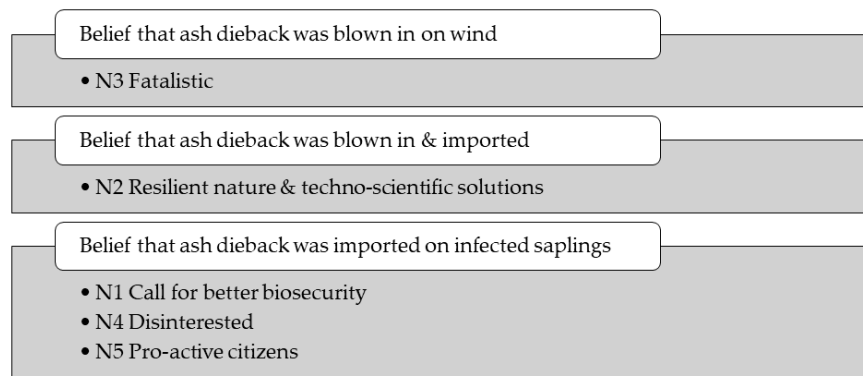 Belief that ash dieback was blown in on wind
• N3 Fatalistic
Belief that ash dieback was blown in & imported
• N2 Resilient nature & techno-scientific solutions
Belief that ash dieback was imported on infected saplings
• N1 Call for better biosecurity
• N4 Disinterested
• N5 Pro-active citizens